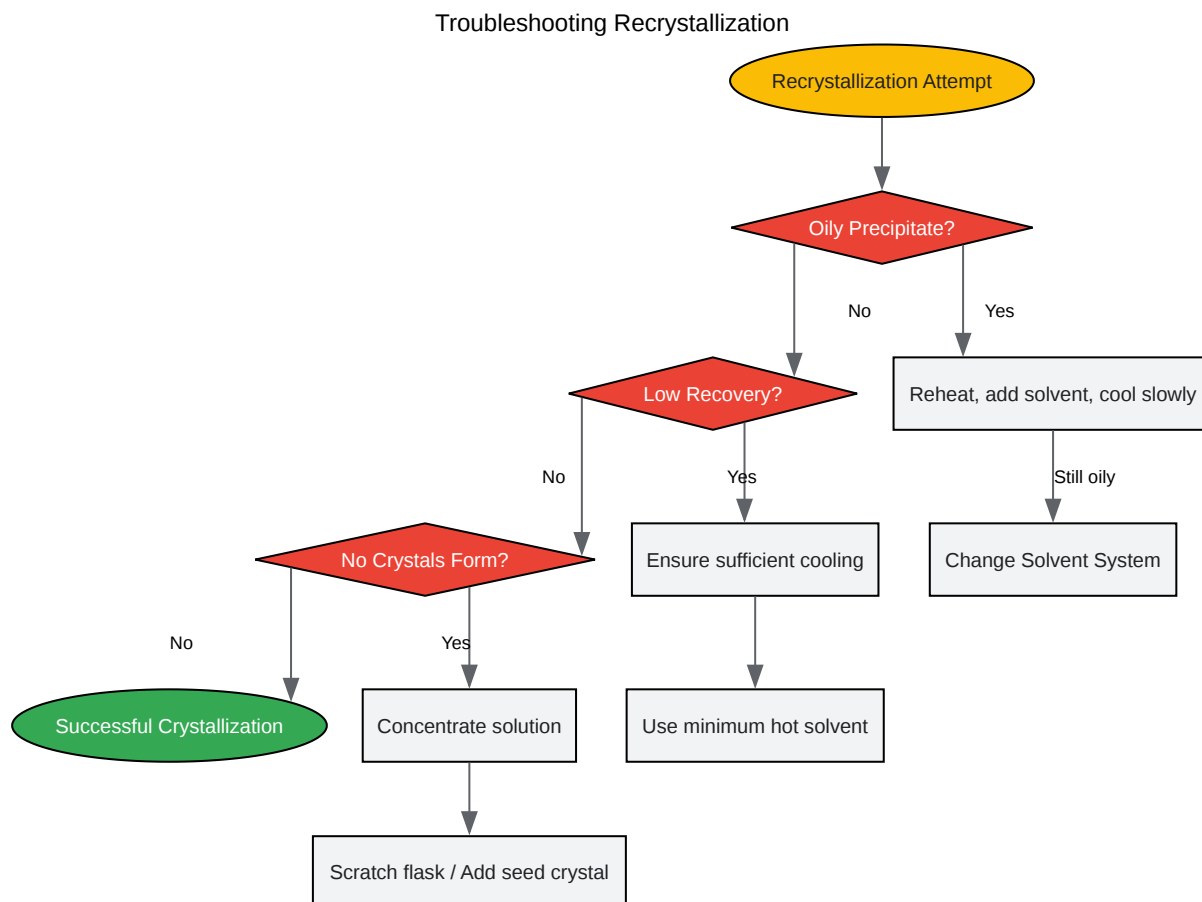 Troubleshooting Recrystallization
Recrystallization Attempt
Oily Precipitate?
No
Yes
Low Recovery?
Reheat, add solvent, cool slowly
No
Yes
Still oily
No Crystals Form?
Ensure sufficient cooling
Change Solvent System
No
Yes
Successful Crystallization
Concentrate solution
Use minimum hot solvent
Scratch flask / Add seed crystal